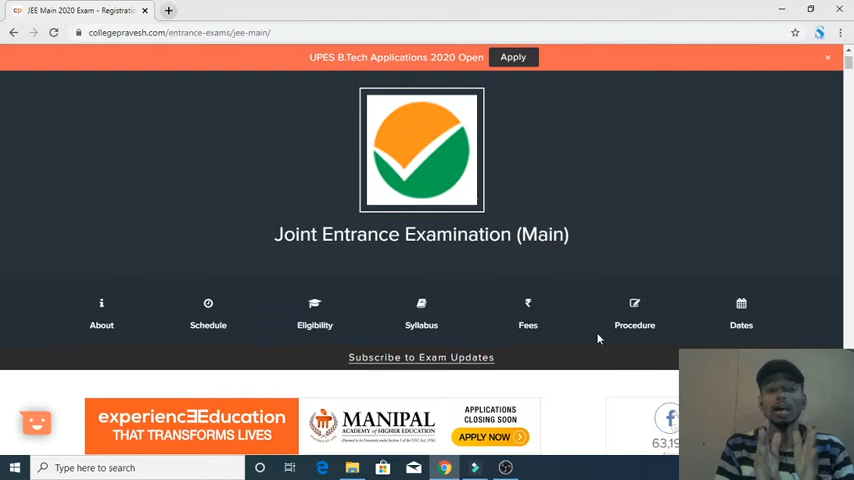 cp JEE Main 2020 Exam - Registratio
collegepravesh.com/entrance-exams/jee-main/
UPES B.Tech Applications 2020 Open Apply
Joint Entrance Examination (Main)
About Schedule Eligibility Syllabus Fees Procedure Dates
Subscribe to Exam Updates
experiencEEducation
THAT TRANSFORMS LIVES
MANIPAL
ACADEMY OF HIGHER EDUCATION
APPLICATIONS
CLOSING SOON
APPLY NOW
Type here to search